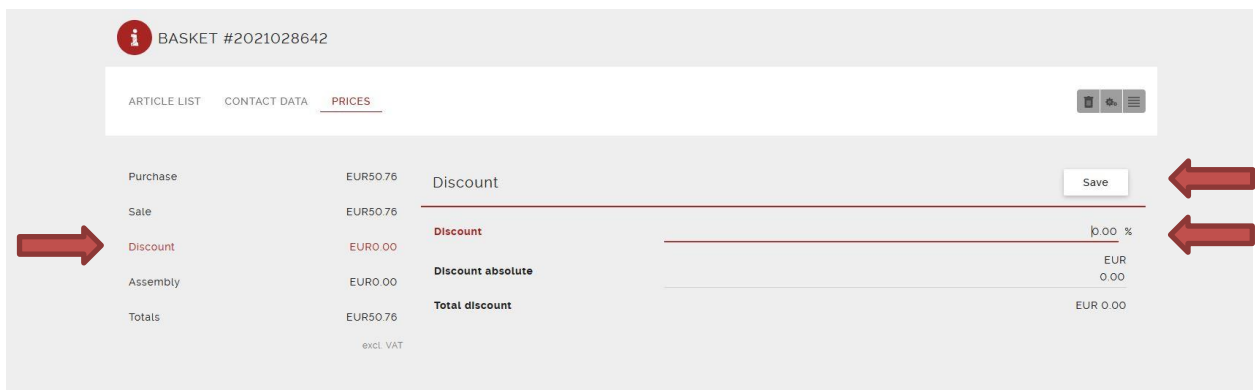 BASKET #2021028642
ARTICLE LIST CONTACT DATA PRICES
Purchase EUR50.76
Sale EUR50.76
Discount EUR0.00
Assembly EUR0.00
Totals EUR50.76
excl. VAT
Discount Save
Discount 0.00 %
Discount absolute EUR
0.00
Total discount EUR 0.00